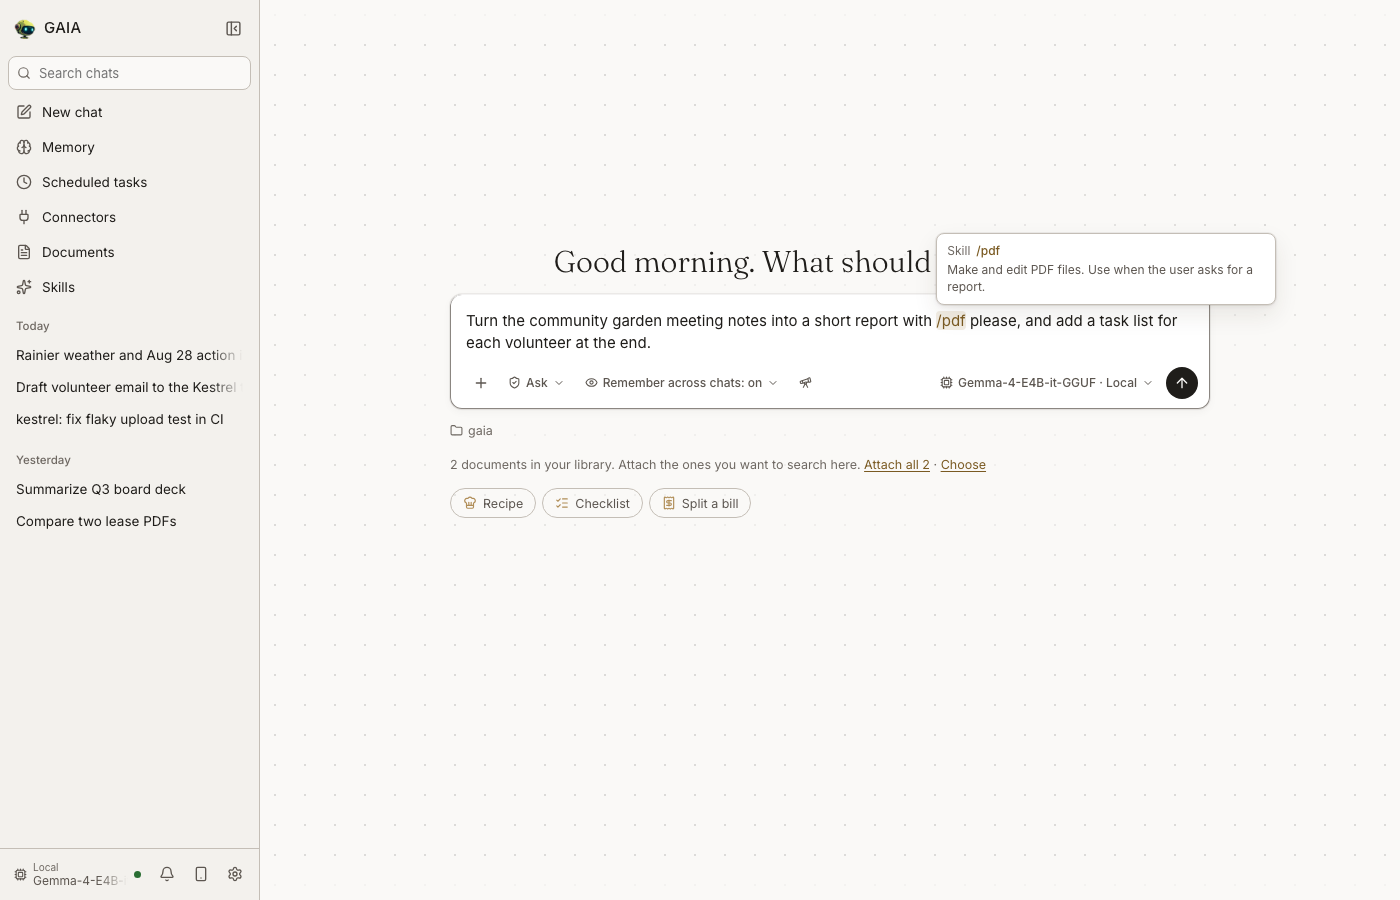 GAIA
Search chats
New chat
Memory
Scheduled tasks
Connectors
Documents
Skills
Today
Rainier weather and Aug 28 action
Draft volunteer email to the Kestrel
kestrel: fix flaky upload test in CI
Yesterday
Summarize Q3 board deck
Compare two lease PDFs
Local
Gemma-4-E4B-
Good morning. What should
Skill /pdf
Make and edit PDF files. Use when the user asks for a
report.
Turn the community garden meeting notes into a short report with /pdf please, and add a task list for
each volunteer at the end.
Ask
Remember across chats: on
Gemma-4-E4B-it-GGUF · Local
gaia
2 documents in your library. Attach the ones you want to search here. Attach all 2 · Choose
Recipe
Checklist
Split a bill